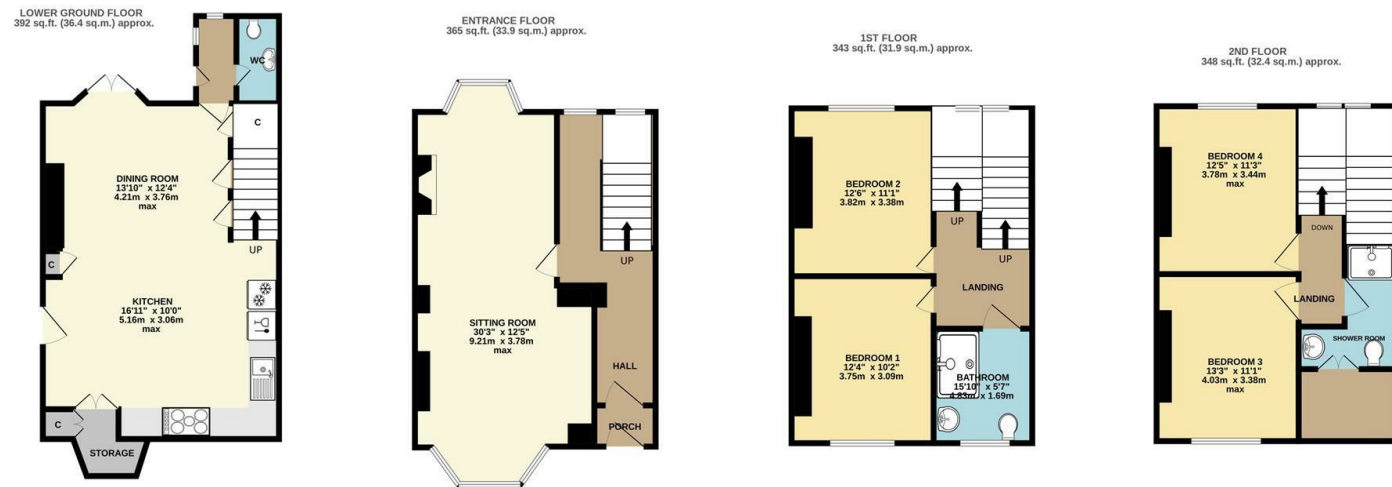 LOWER GROUND FLOOR
392 sq.ft. (36.4 sq.m.) approx.
WC
C
DINING ROOM
13'10" x 12'4"
4.21m x 3.76m
max
UP
C
KITCHEN
16'11" x 10'0"
5.16m x 3.06m
max
C
STORAGE
ENTRANCE FLOOR
365 sq.ft. (33.9 sq.m.) approx.
UP
SITTING ROOM
30'3" x 12'5"
9.21m x 3.78m
max
HALL
PORCH
1ST FLOOR
343 sq.ft. (31.9 sq.m.) approx.
BEDROOM 2
12'6" x 11'1"
3.82m x 3.38m
UP
UP
LANDING
BEDROOM 1
12'4" x 10'2"
3.75m x 3.09m
BATHROOM
15'10" x 5'7"
4.83m x 1.69m
2ND FLOOR
348 sq.ft. (32.4 sq.m.) approx.
BEDROOM 4
12'5" x 11'3"
3.78m x 3.44m
max
DOWN
LANDING
SHOWER ROOM
BEDROOM 3
13'3" x 11'1"
4.03m x 3.38m
max